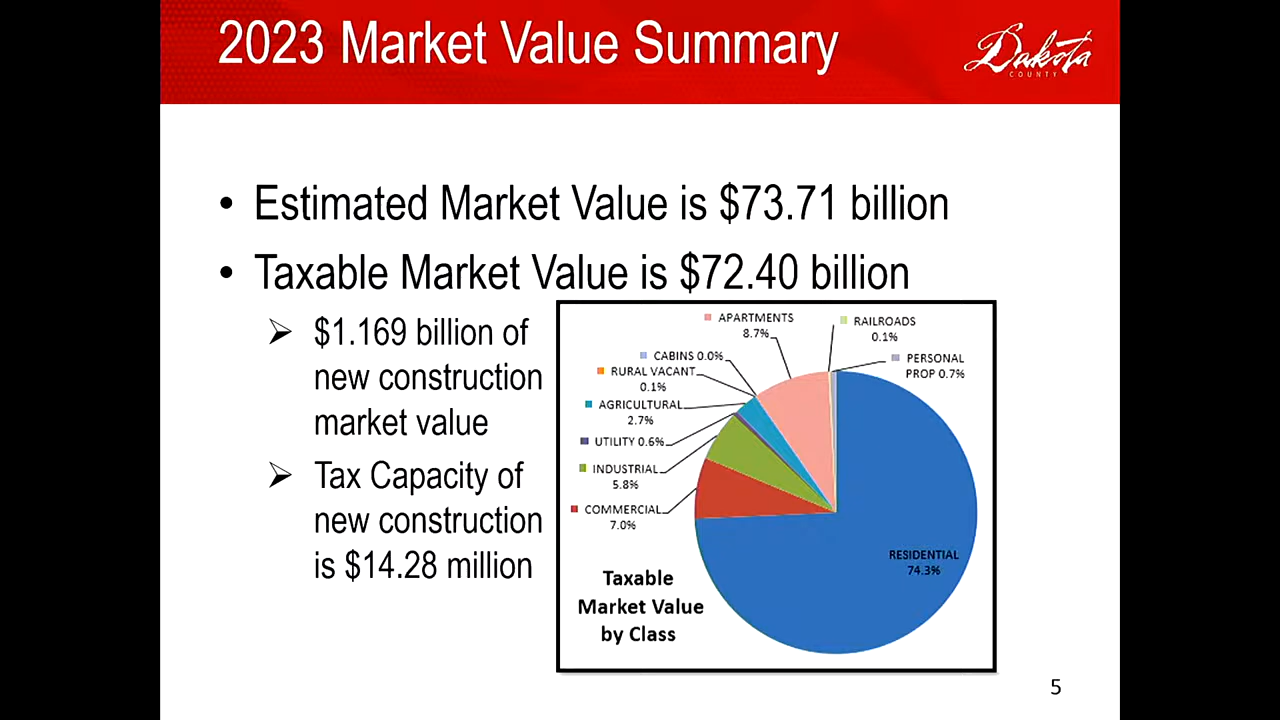 2023 Market Value Summary
Dakota
COUNTY
• Estimated Market Value is $73.71 billion
• Taxable Market Value is $72.40 billion
➢ $1.169 billion of
new construction
market value
➢ Tax Capacity of
new construction
is $14.28 million
APARTMENTS
8.7%
RAILROADS
0.1%
CABINS 0.0%
PERSONAL
PROP 0.7%
RURAL VACANT
0.1%
AGRICULTURAL
2.7%
UTILITY 0.6%
INDUSTRIAL
5.8%
COMMERCIAL
7.0%
RESIDENTIAL
74.3%
Taxable
Market Value
by Class
5